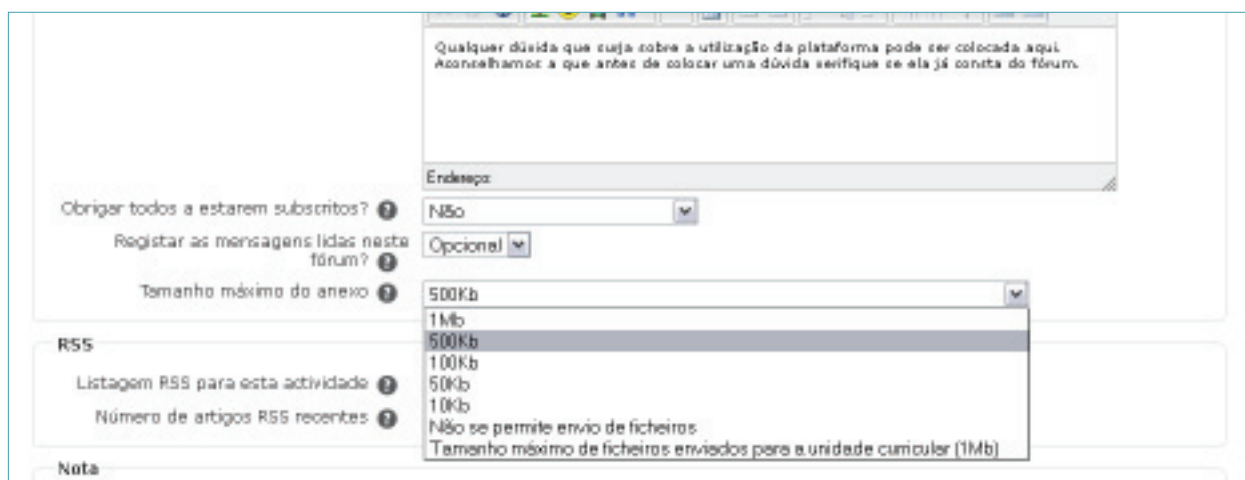 Qualquer dúvida que surja sobre a utilização da plataforma pode ser colocada aqui.
Aconselhamos a que antes de colocar uma dúvida verifique se ela já consta do fórum.
Endereço:
Obrigar todos a estarem subscritos?
Não
Registar as mensagens lidas neste
fórum?
Opcional
Tamanho máximo do anexo
500Kb
1Mb
500Kb
100Kb
50Kb
10Kb
Não se permite envio de ficheiros
Tamanho máximo de ficheiros enviados para a unidade curricular (1Mb)
RSS
Listagem RSS para esta actividade
Número de artigos RSS recentes
Nota